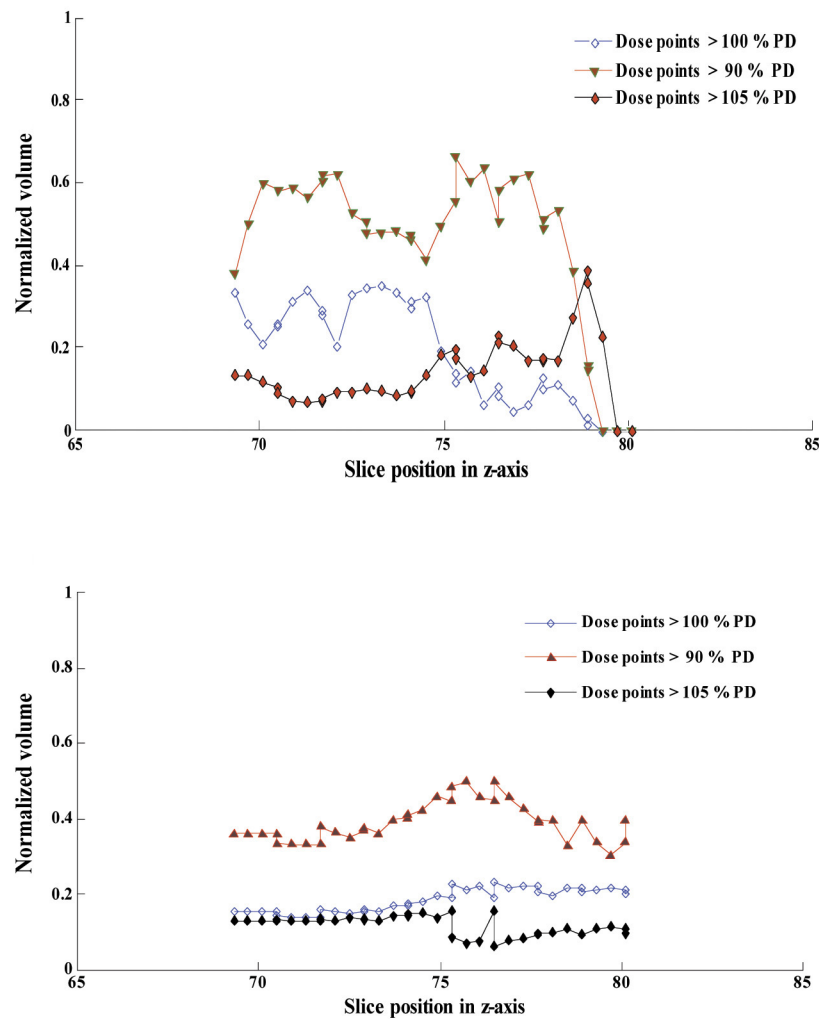 1
Dose points > 100 % PD
Dose points > 90 % PD
0.8
Dose points > 105 % PD
0.6
Normalized volume
0.4
0.2
0
65
70
75
80
85
Slice position in z-axis
1
Dose points > 100 % PD
0.8
Dose points > 90 % PD
Dose points > 105 % PD
0.6
Normalized volume
0.4
0.2
0
65
70
75
80
85
Slice position in z-axis